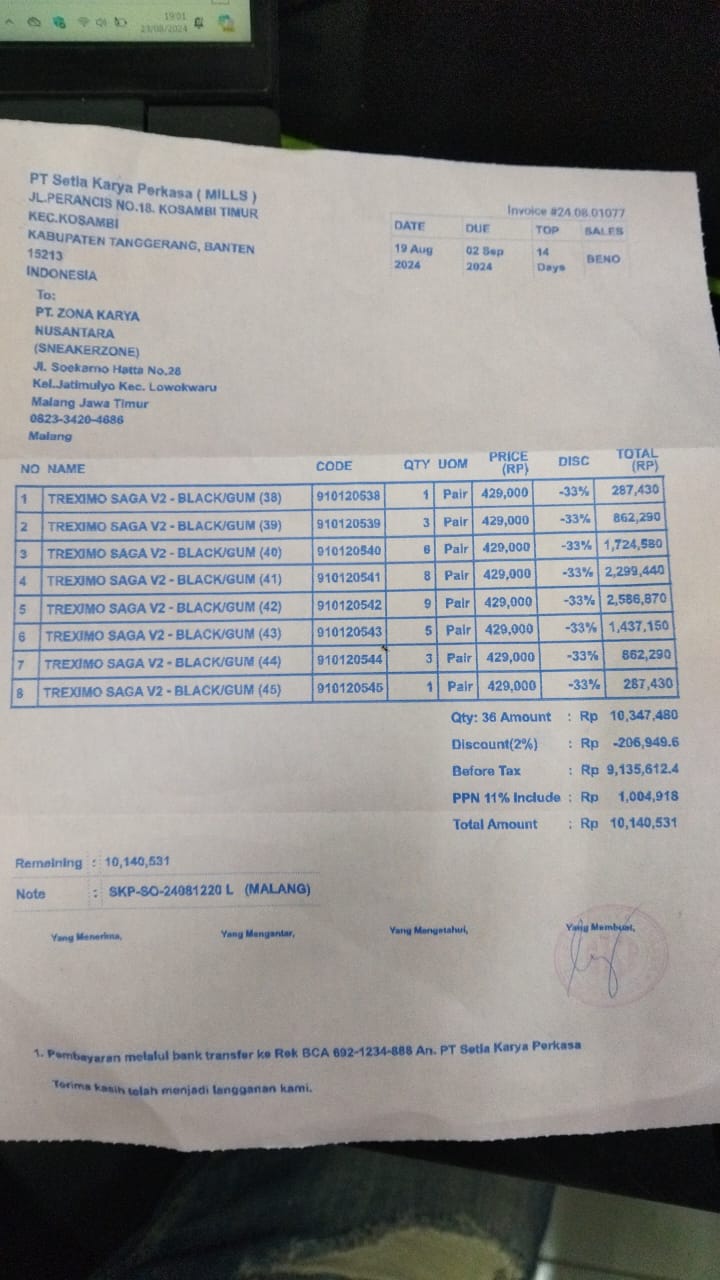 19:01
23/08/2024
PT Setia Karya Perkasa ( MILLS )
JL.PERANCIS NO.18. KOSAMBI TIMUR
KEC.KOSAMBI
KABUPATEN TANGGERANG, BANTEN
15213
INDONESIA
Invoice #24.08.01077
DATE DUE TOP SALES
19 Aug 2024 02 Sep 2024 14 Days BENO
To:
PT. ZONA KARYA
NUSANTARA
(SNEAKERZONE)
Jl. Soekarno Hatta No.28
Kel.Jatimulyo Kec. Lowokwaru
Malang Jawa Timur
0823-3420-4686
Malang
NO NAME CODE QTY UOM PRICE (RP) DISC TOTAL (RP)
1 TREXIMO SAGA V2 - BLACK/GUM (38) 910120538 1 Pair 429,000 -33% 287,430
2 TREXIMO SAGA V2 - BLACK/GUM (39) 910120539 3 Pair 429,000 -33% 862,290
3 TREXIMO SAGA V2 - BLACK/GUM (40) 910120540 6 Pair 429,000 -33% 1,724,580
4 TREXIMO SAGA V2 - BLACK/GUM (41) 910120541 8 Pair 429,000 -33% 2,299,440
5 TREXIMO SAGA V2 - BLACK/GUM (42) 910120542 9 Pair 429,000 -33% 2,586,870
6 TREXIMO SAGA V2 - BLACK/GUM (43) 910120543 5 Pair 429,000 -33% 1,437,150
7 TREXIMO SAGA V2 - BLACK/GUM (44) 910120544 3 Pair 429,000 -33% 862,290
8 TREXIMO SAGA V2 - BLACK/GUM (45) 910120545 1 Pair 429,000 -33% 287,430
Qty: 36 Amount : Rp 10,347,480
Discount(2%) : Rp -206,949.6
Before Tax : Rp 9,135,612.4
PPN 11% Include : Rp 1,004,918
Total Amount : Rp 10,140,531
Remaining : 10,140,531
Note : SKP-SO-24081220 L (MALANG)
Yang Menerima, Yang Mengantar, Yang Mengetahui, Yang Membuat,
1. Pembayaran melalui bank transfer ke Rek BCA 692-1234-888 An. PT Setia Karya Perkasa
Terima kasih telah menjadi langganan kami.